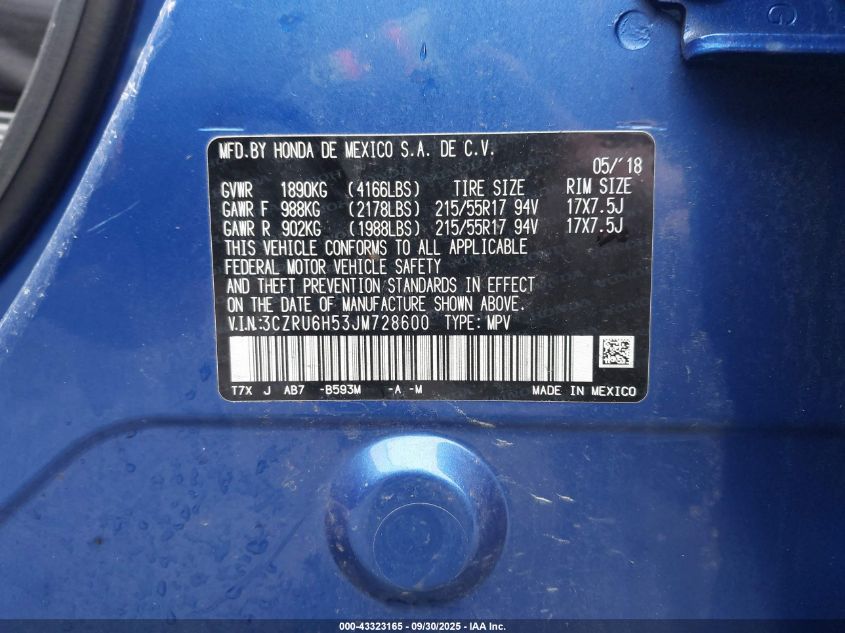 MFD.BY HONDA DE MEXICO S.A. DE C.V.
05/'18
GVWR 1890KG (4166LBS) TIRE SIZE RIM SIZE
GAWR F 988KG (2178LBS) 215/55R17 94V 17X7.5J
GAWR R 902KG (1988LBS) 215/55R17 94V 17X7.5J
THIS VEHICLE CONFORMS TO ALL APPLICABLE
FEDERAL MOTOR VEHICLE SAFETY
AND THEFT PREVENTION STANDARDS IN EFFECT
ON THE DATE OF MANUFACTURE SHOWN ABOVE.
V.I.N.:3CZRU6H53JM728600 TYPE: MPV
T7X J AB7 -B593M -A -M MADE IN MEXICO
000-43323165 - 09/30/2025 - IAA Inc.